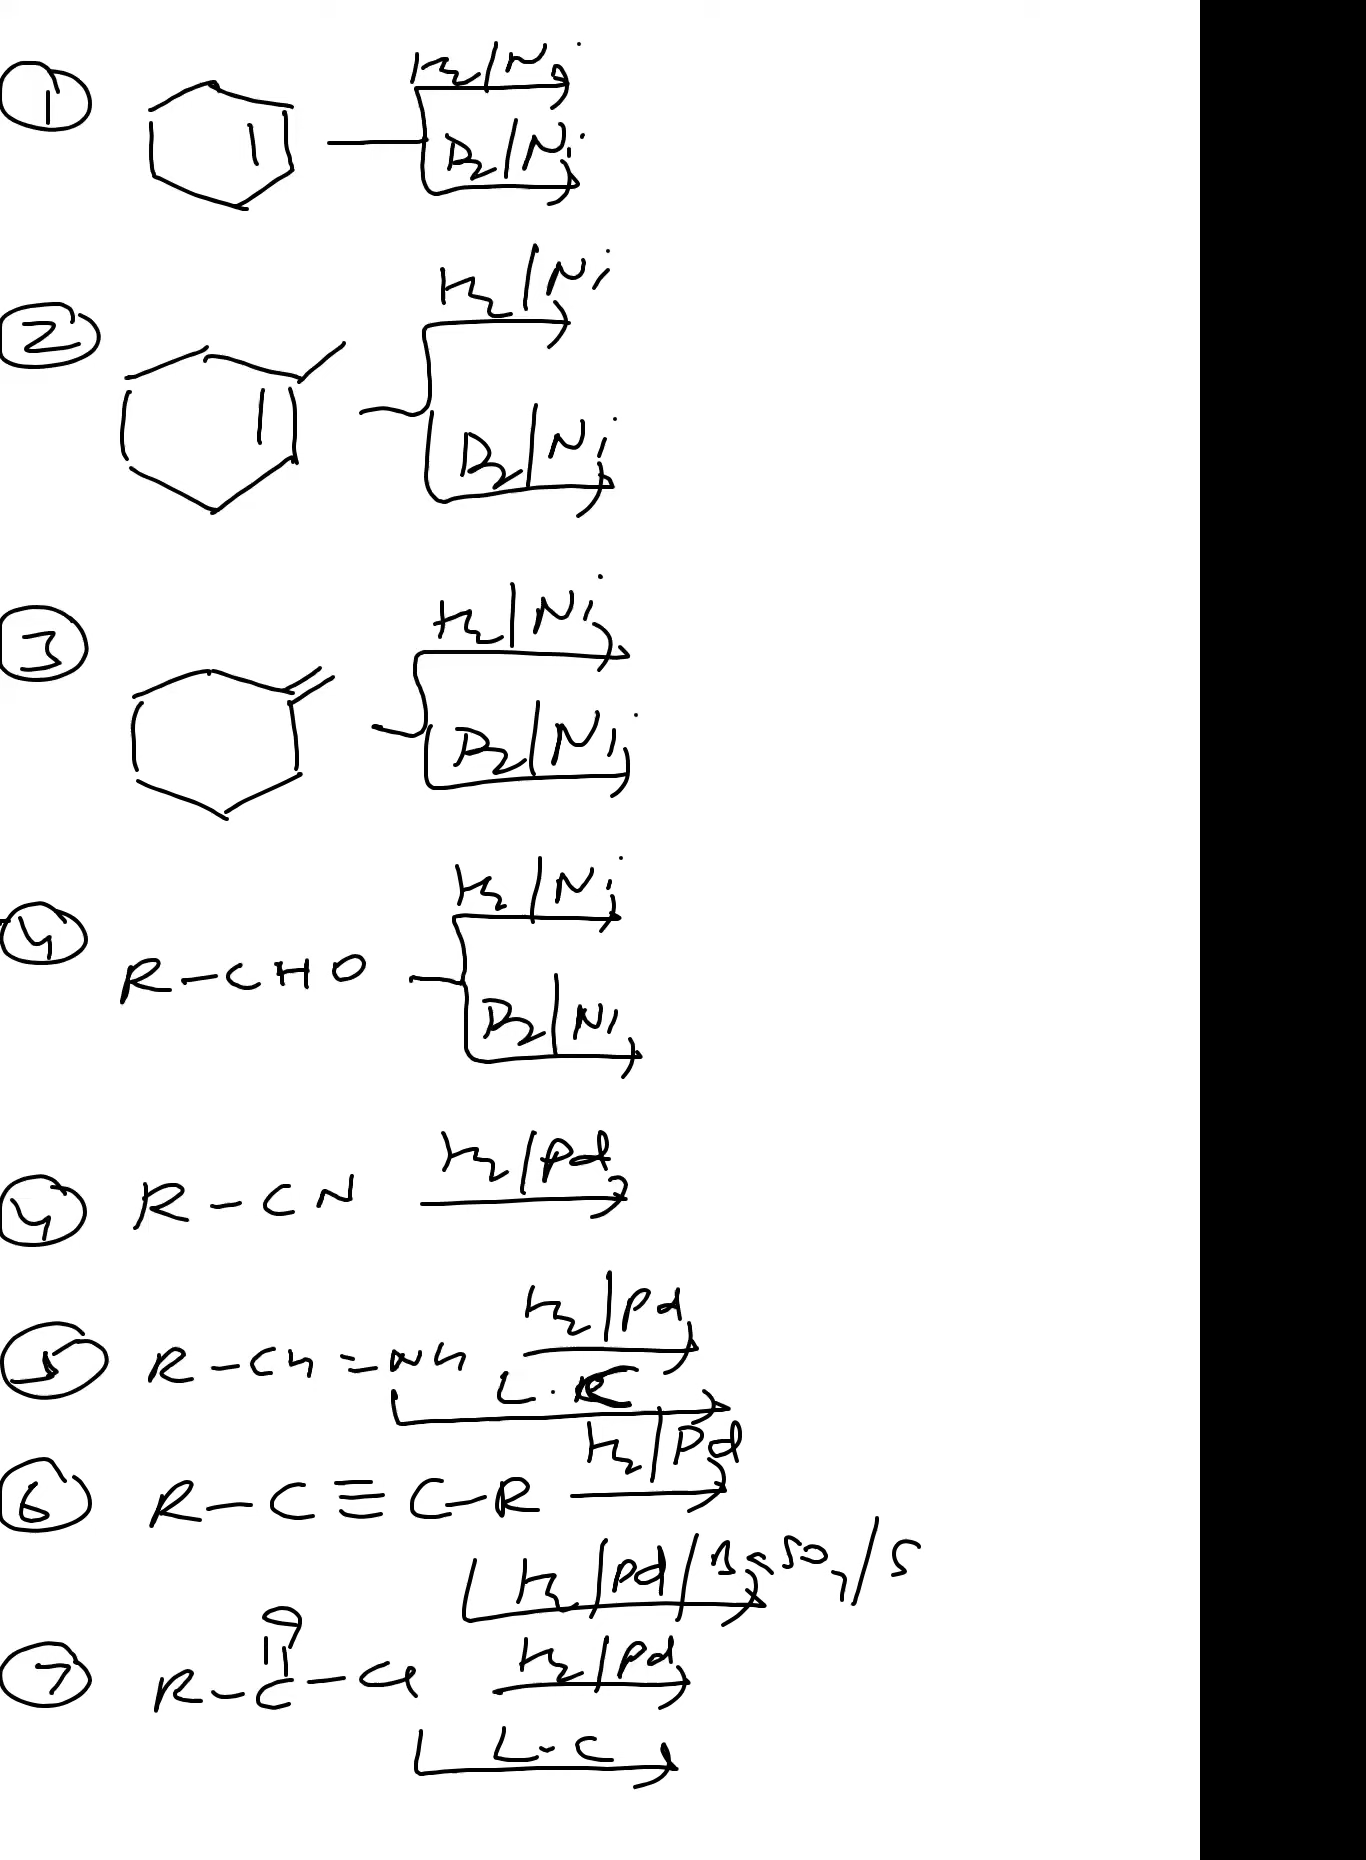 1
H2/Ni
D2/Ni
2
H2/Ni
D2/Ni
3
H2/Ni
D2/Ni
4
R-CHO
H2/Ni
D2/Ni
4
R-CN
H2/Pd
5
R-CH=NH
H2/Pd
L.C
6
R-C≡C-R
H2/Pd
H2/Pd/BaSO4/S
7
O
R-C-Cl
H2/Pd
L.C